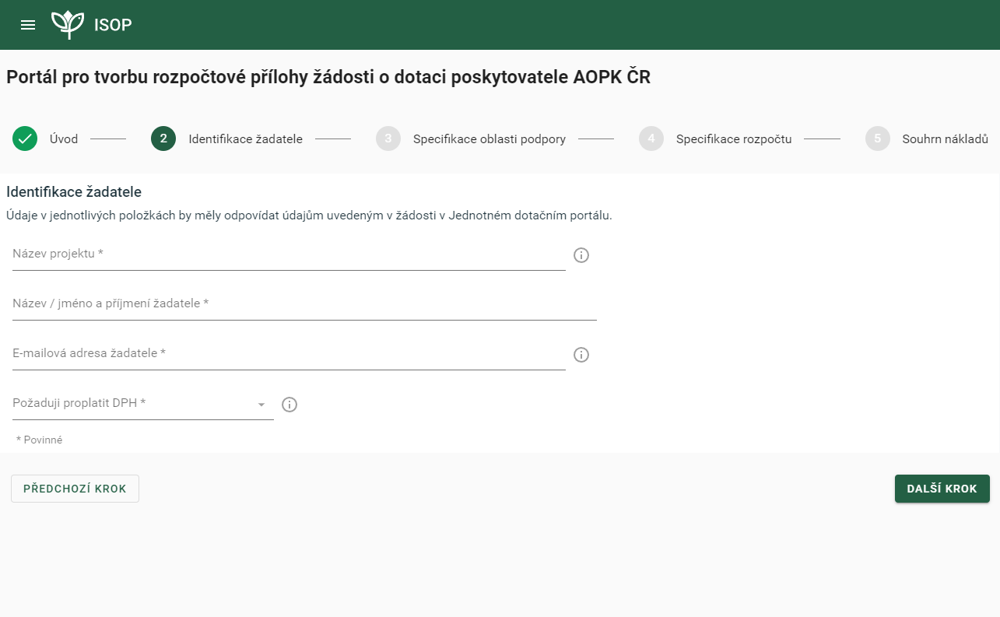 ISOP
Portál pro tvorbu rozpočtové přílohy žádosti o dotaci poskytovatele AOPK ČR
Úvod
2 Identifikace žadatele
3 Specifikace oblasti podpory
4 Specifikace rozpočtu
5 Souhrn nákladů
Identifikace žadatele
Údaje v jednotlivých položkách by měly odpovídat údajům uvedeným v žádosti v Jednotném dotačním portálu.
Název projektu *
Název / jméno a příjmení žadatele *
E-mailová adresa žadatele *
Požaduji proplatit DPH *
* Povinné
PŘEDCHOZÍ KROK
DALŠÍ KROK